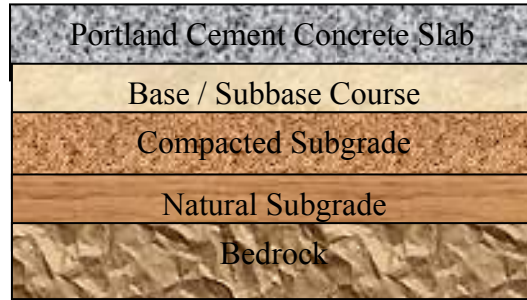 Portland Cement Concrete Slab
Base / Subbase Course
Compacted Subgrade
Natural Subgrade
Bedrock